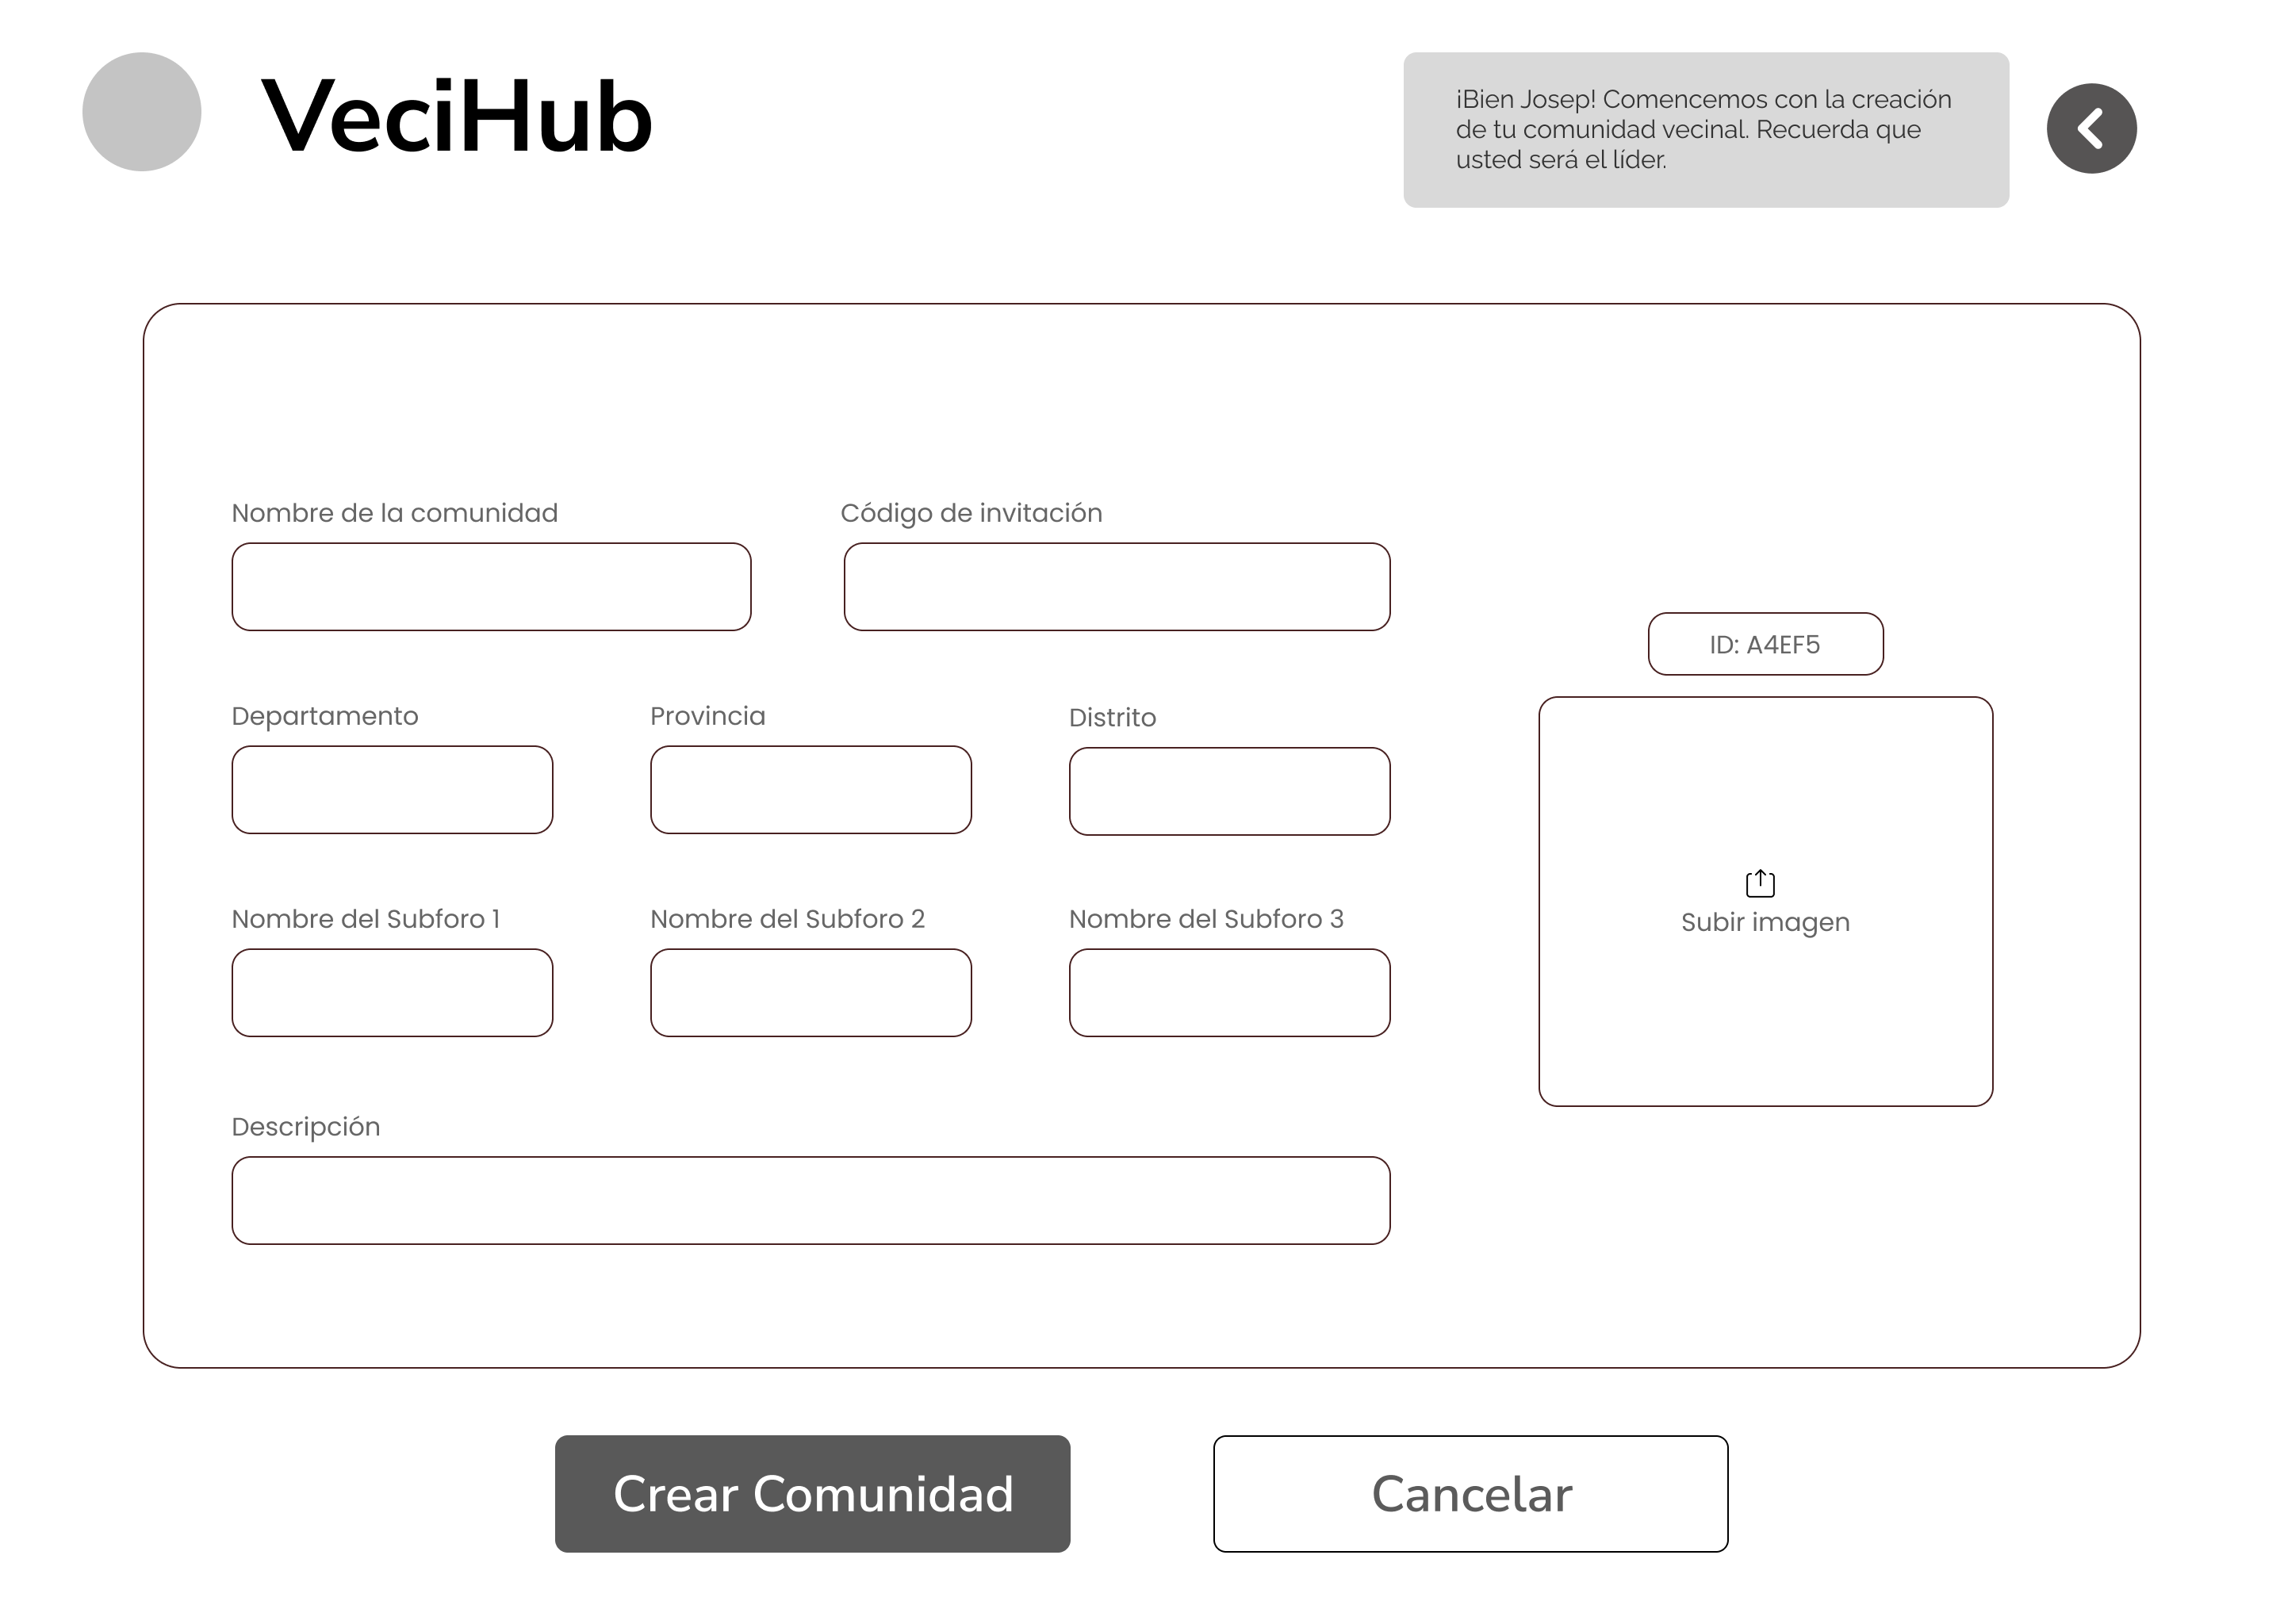 VeciHub
¡Bien Josep! Comencemos con la creación
de tu comunidad vecinal. Recuerda que
usted será el líder.
Nombre de la comunidad
Código de invitación
ID: A4EF5
Departamento
Provincia
Distrito
Nombre del Subforo 1
Nombre del Subforo 2
Nombre del Subforo 3
Subir imagen
Descripción
Crear Comunidad
Cancelar